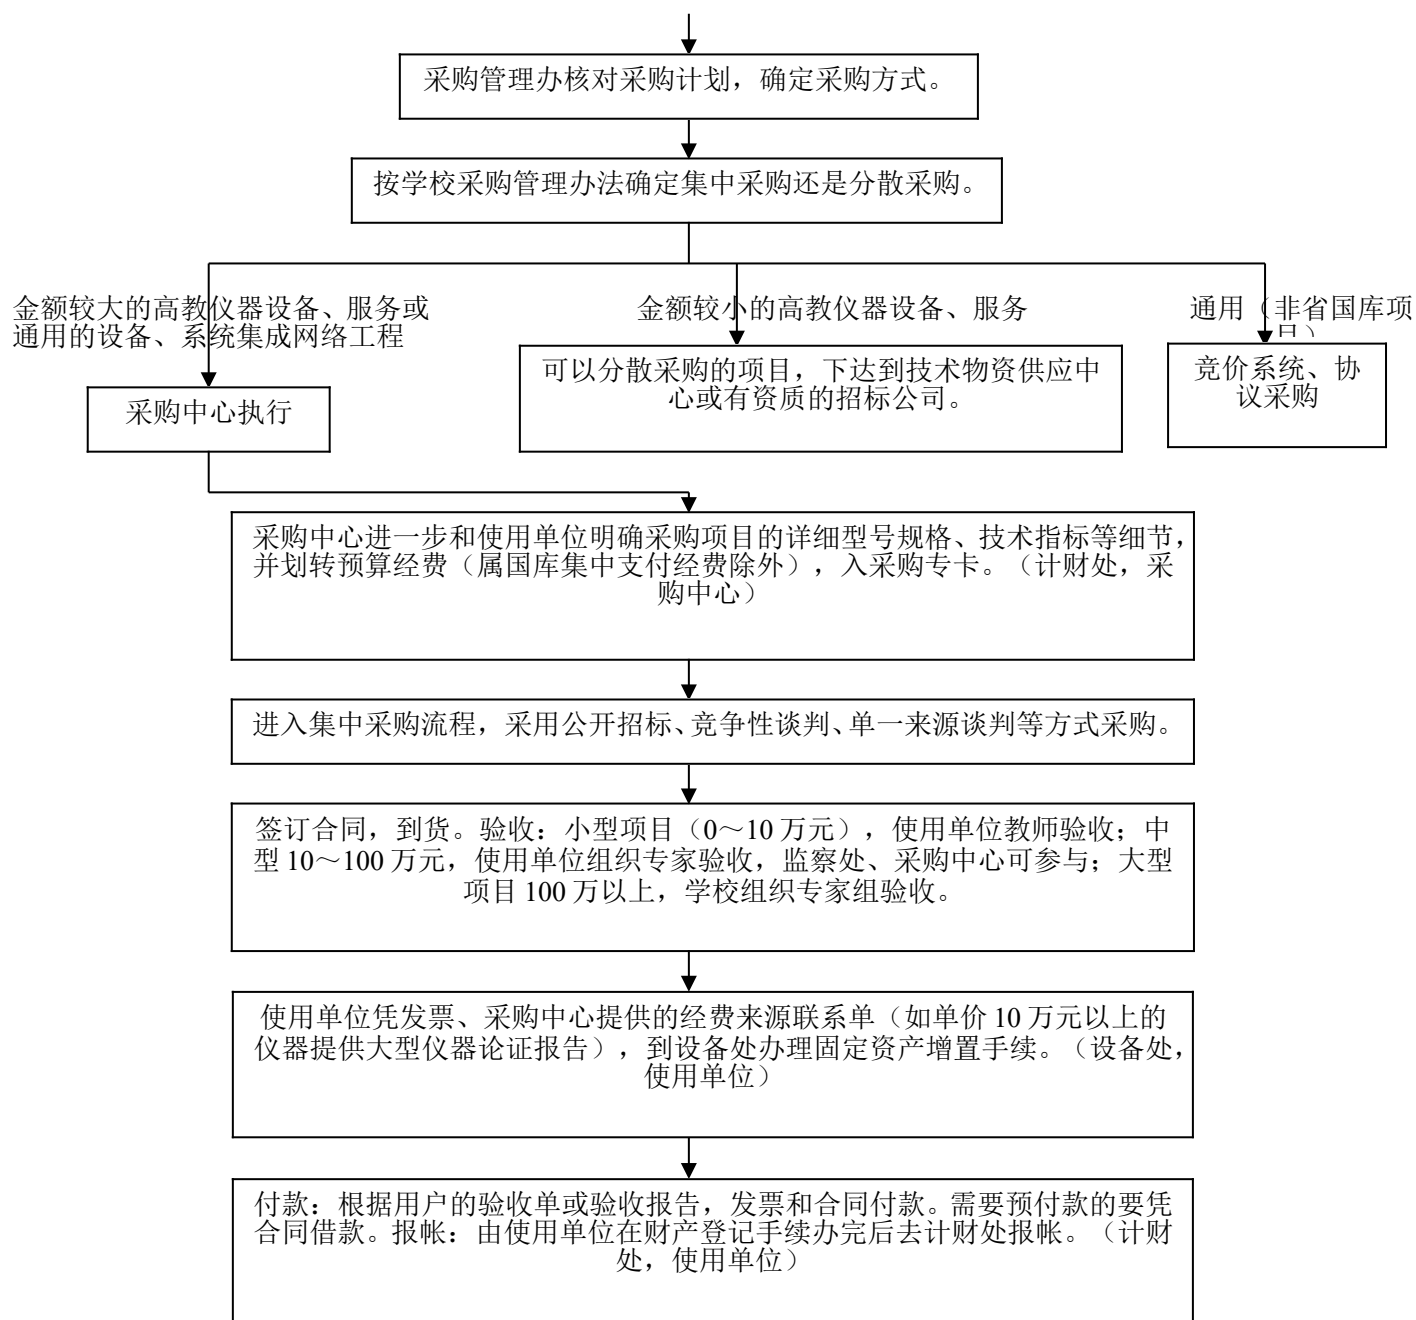 采购管理办核对采购计划，确定采购方式。
按学校采购管理办法确定集中采购还是分散采购。
金额较大的高教仪器设备、服务或
通用的设备、系统集成网络工程
金额较小的高教仪器设备、服务
通用（非省国库项
目）
采购中心执行
可以分散采购的项目，下达到技术物资供应中
心或有资质的招标公司。
竞价系统、协
议采购
采购中心进一步和使用单位明确采购项目的详细型号规格、技术指标等细节，
并划转预算经费（属国库集中支付经费除外），入采购专卡。（计财处，采
购中心）
进入集中采购流程，采用公开招标、竞争性谈判、单一来源谈判等方式采购。
签订合同，到货。验收：小型项目（0～10 万元），使用单位教师验收；中
型 10～100 万元，使用单位组织专家验收，监察处、采购中心可参与；大型
项目 100 万以上，学校组织专家组验收。
使用单位凭发票、采购中心提供的经费来源联系单（如单价 10 万元以上的
仪器提供大型仪器论证报告），到设备处办理固定资产增置手续。（设备处，
使用单位）
付款：根据用户的验收单或验收报告，发票和合同付款。需要预付款的要凭
合同借款。报帐：由使用单位在财产登记手续办完后去计财处报帐。（计财
处，使用单位）